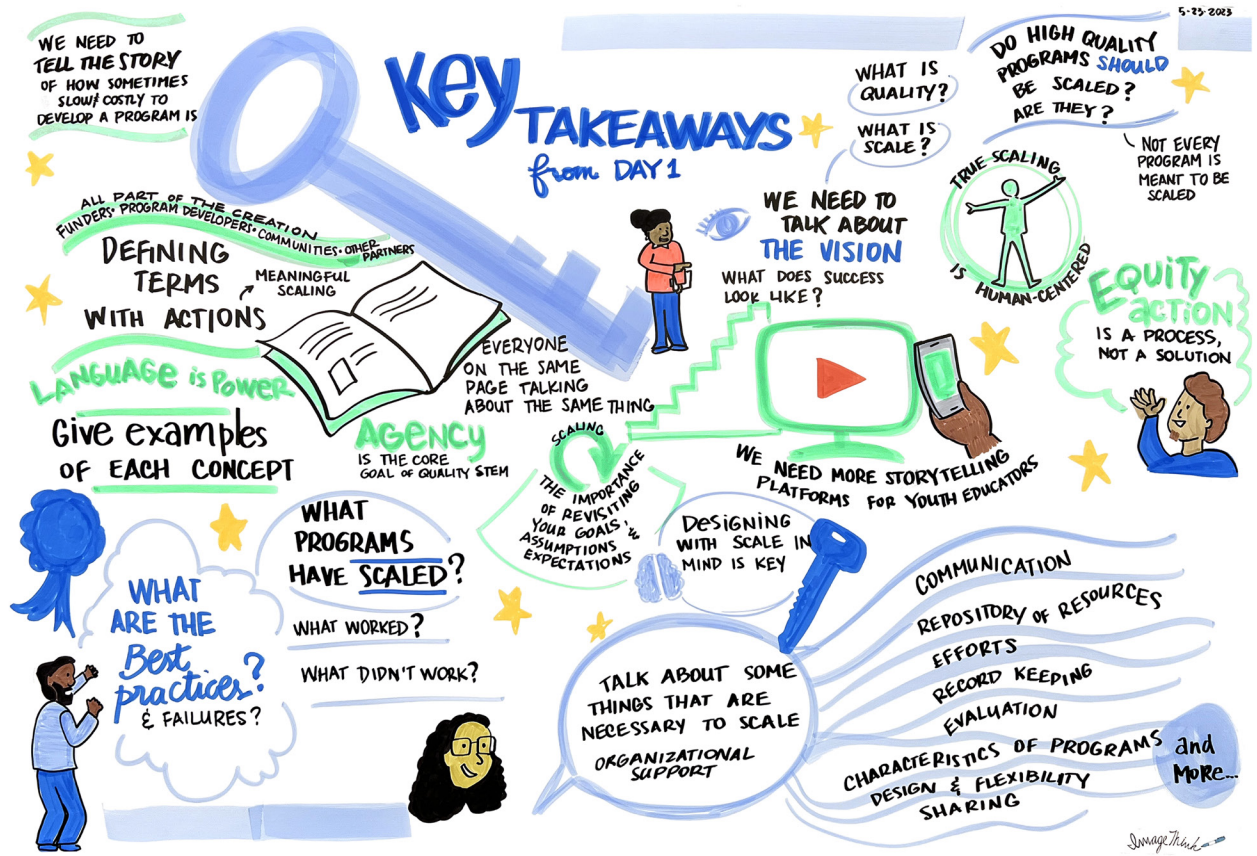 5-23-2023
WE NEED TO
TELL THE STORY
OF HOW SOMETIMES
SLOW & COSTLY TO
DEVELOP A PROGRAM IS
Key
TAKEAWAYS
from DAY 1
WHAT IS
QUALITY?
WHAT IS
SCALE?
DO HIGH QUALITY
PROGRAMS SHOULD
BE SCALED?
ARE THEY?
NOT EVERY
PROGRAM IS
MEANT TO BE
SCALED
ALL PART OF THE CREATION
FUNDERS • PROGRAM DEVELOPERS • COMMUNITIES • OTHER
PARTNERS
DEFINING
TERMS
WITH ACTIONS
MEANINGFUL
SCALING
WE NEED TO
TALK ABOUT
THE VISION
WHAT DOES SUCCESS
LOOK LIKE?
TRUE SCALING
IS HUMAN-CENTERED
EQUITY
ACTION
IS A PROCESS,
NOT A SOLUTION
LANGUAGE is POWER
Give examples
OF EACH CONCEPT
EVERYONE
ON THE SAME
PAGE TALKING
ABOUT THE SAME THING
AGENCY
IS THE CORE
GOAL OF QUALITY STEM
SCALING
THE IMPORTANCE
OF REVISITING
YOUR GOALS,
ASSUMPTIONS &
EXPECTATIONS
WE NEED MORE STORYTELLING
PLATFORMS FOR YOUTH EDUCATORS
DESIGNING
WITH SCALE IN
MIND IS KEY
WHAT
PROGRAMS
HAVE SCALED?
WHAT WORKED?
WHAT DIDN'T WORK?
WHAT
ARE THE
Best
practices?
& FAILURES?
TALK ABOUT SOME
THINGS THAT ARE
NECESSARY TO SCALE
ORGANIZATIONAL
SUPPORT
COMMUNICATION
REPOSITORY OF RESOURCES
EFFORTS
RECORD KEEPING
EVALUATION
CHARACTERISTICS OF PROGRAMS
DESIGN & FLEXIBILITY
SHARING
and
MORE...
ImageThink